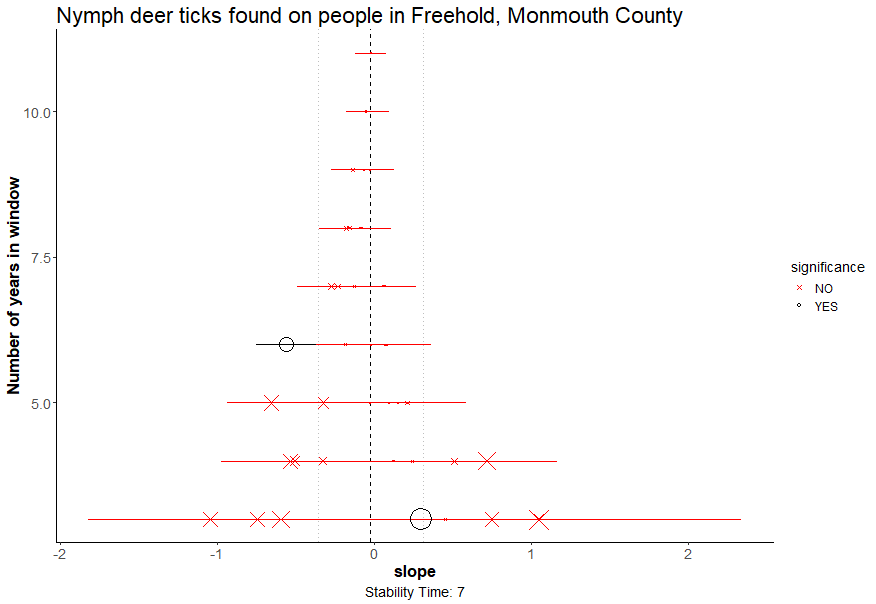 Nymph deer ticks found on people in Freehold, Monmouth County
Number of years in window
10.0
7.5
5.0
-2
-1
0
1
2
slope
Stability Time: 7
significance
NO
YES